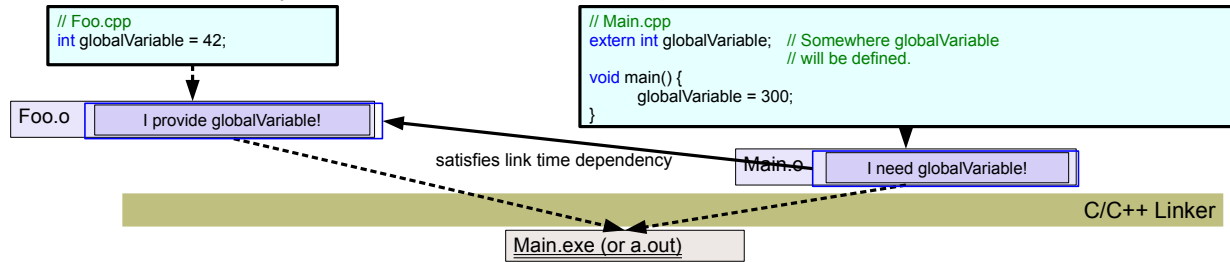 // Foo.cpp
int globalVariable = 42;
// Main.cpp
extern int globalVariable; // Somewhere globalVariable
// will be defined.
void main() {
globalVariable = 300;
}
Foo.o
I provide globalVariable!
satisfies link time dependency
Main.o
I need globalVariable!
C/C++ Linker
Main.exe (or a.out)